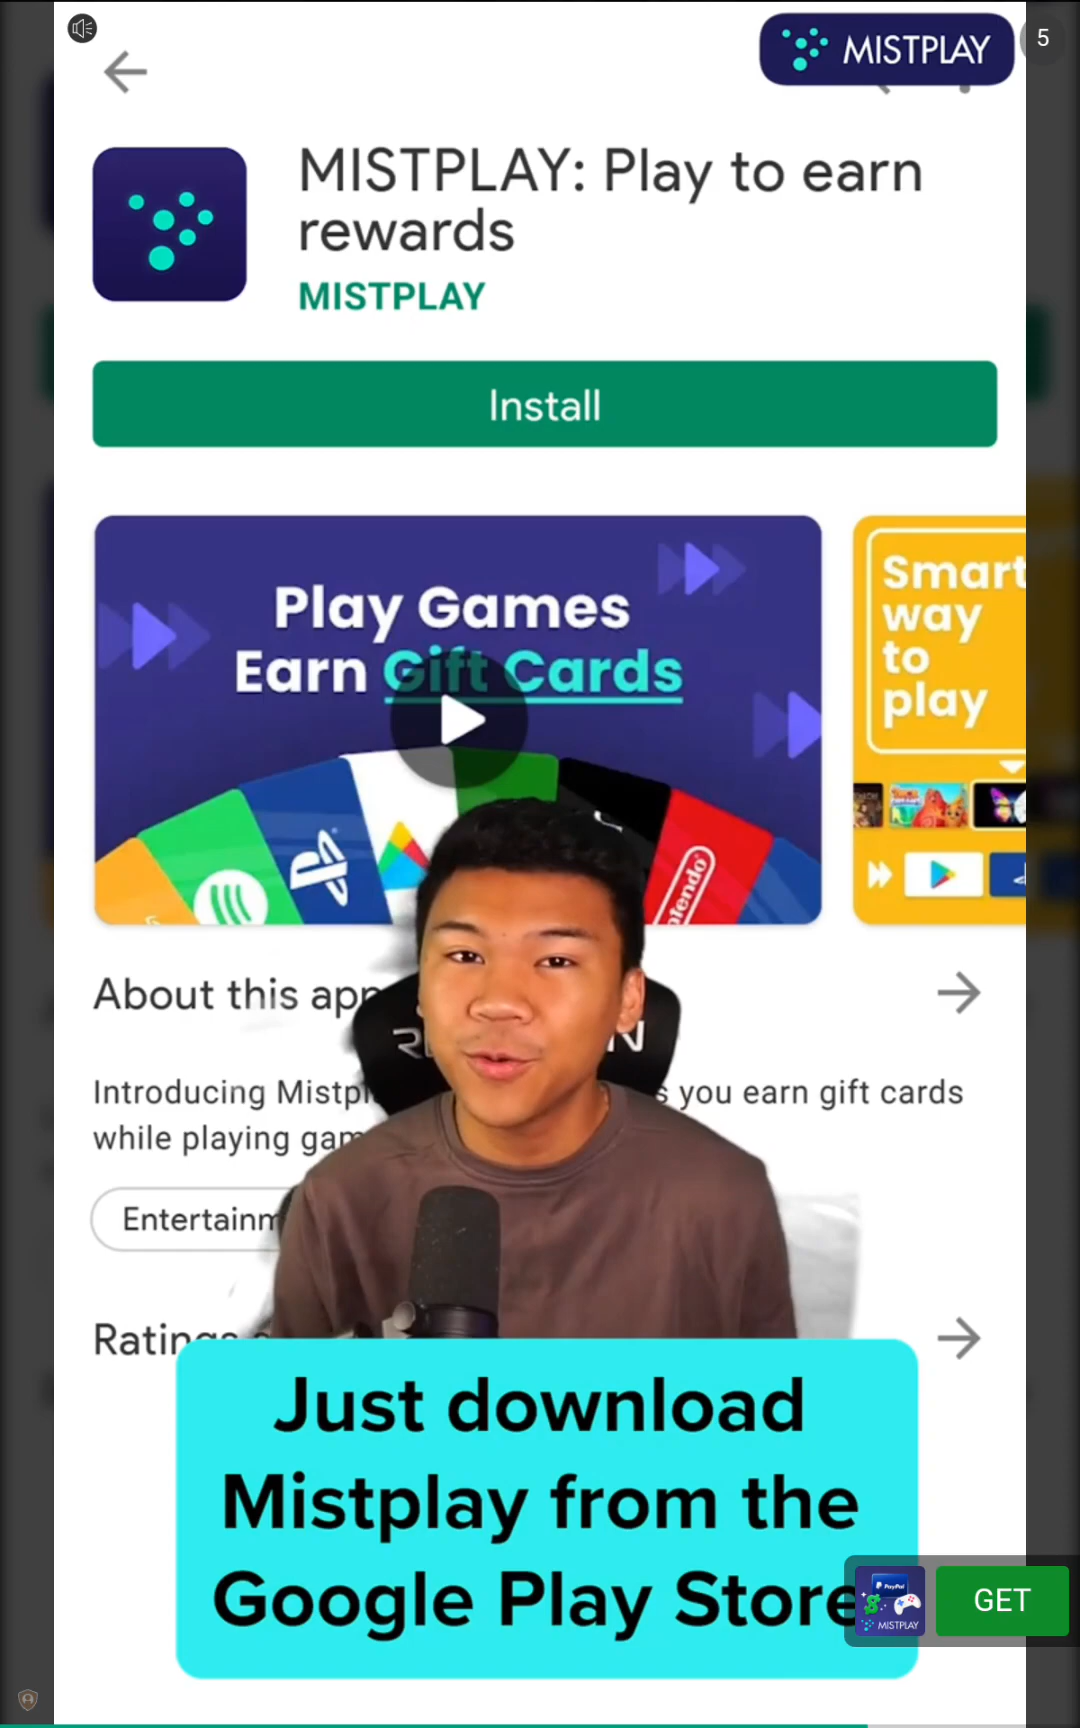 MISTPLAY
5
MISTPLAY: Play to earn
rewards
MISTPLAY
Install
Play Games
Earn Gift Cards
Smart
way
to
play
About this app
Introducing Mistpl
s you earn gift cards
while playing gam
Entertainm
Ratings
Just download
Mistplay from the
Google Play Store
PayPal
MISTPLAY
GET